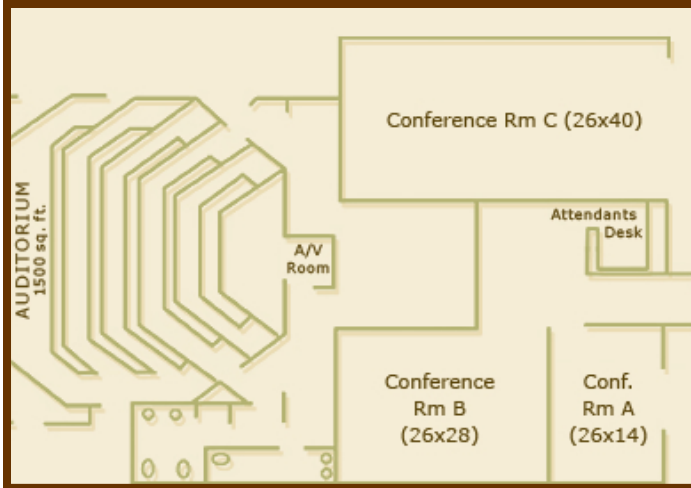 AUDITORIUM
1500 sq. ft.
Conference Rm C (26x40)
Attendants
Desk
A/V
Room
Conference
Rm B
(26x28)
Conf.
Rm A
(26x14)